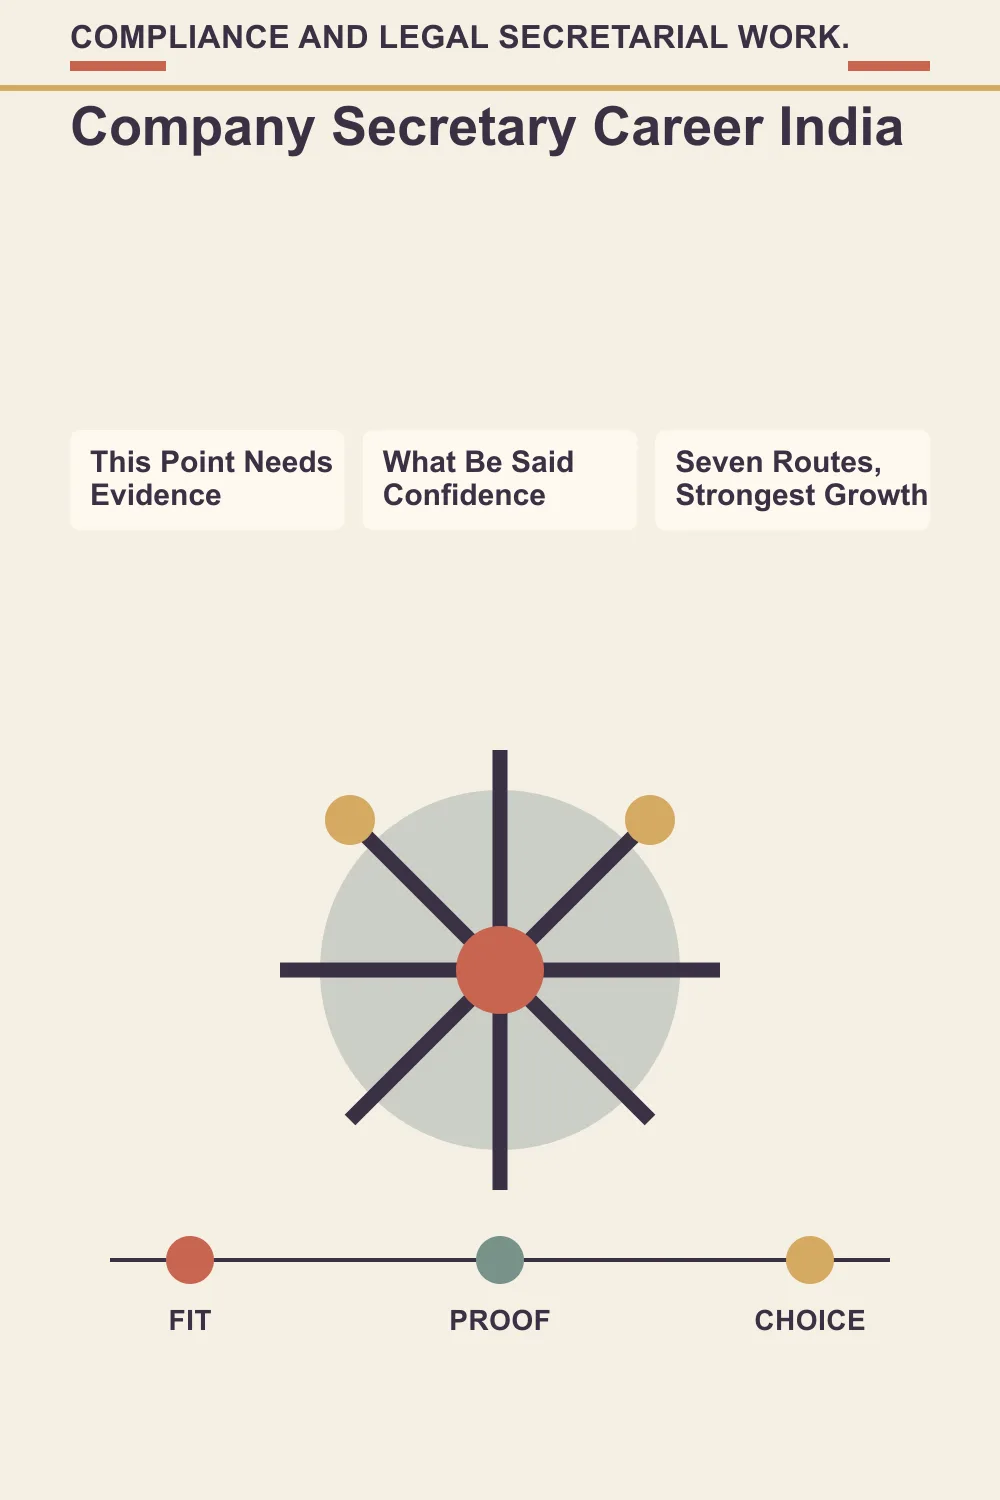 COMPLIANCE AND LEGAL SECRETARIAL WORK.
Company Secretary Career India
This Point Needs
Evidence
What Be Said
Confidence
Seven Routes,
Strongest Growth
FIT
PROOF
CHOICE